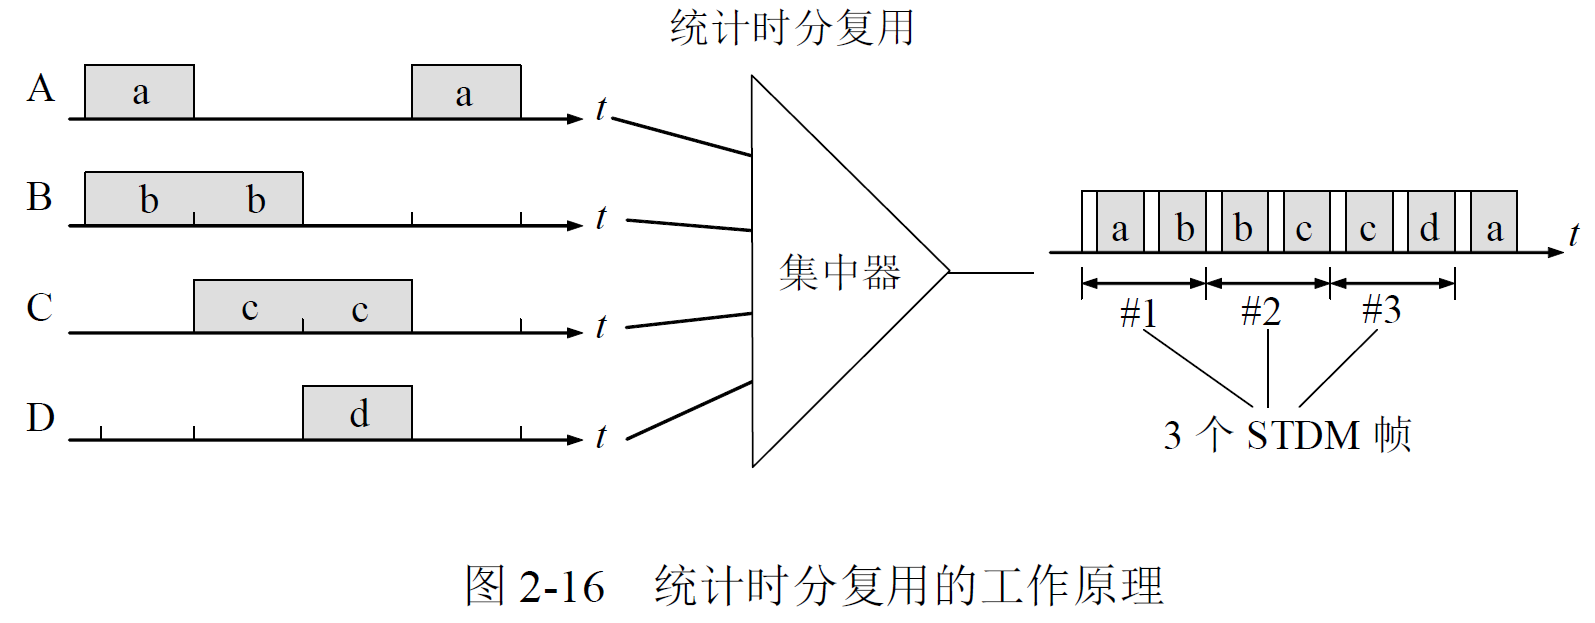 统计时分复用
A a a t
B b b t
C c c t
D d t
集中器
a b b c c d a t
#1 #2 #3
3 个 STDM 帧
图 2-16 统计时分复用的工作原理